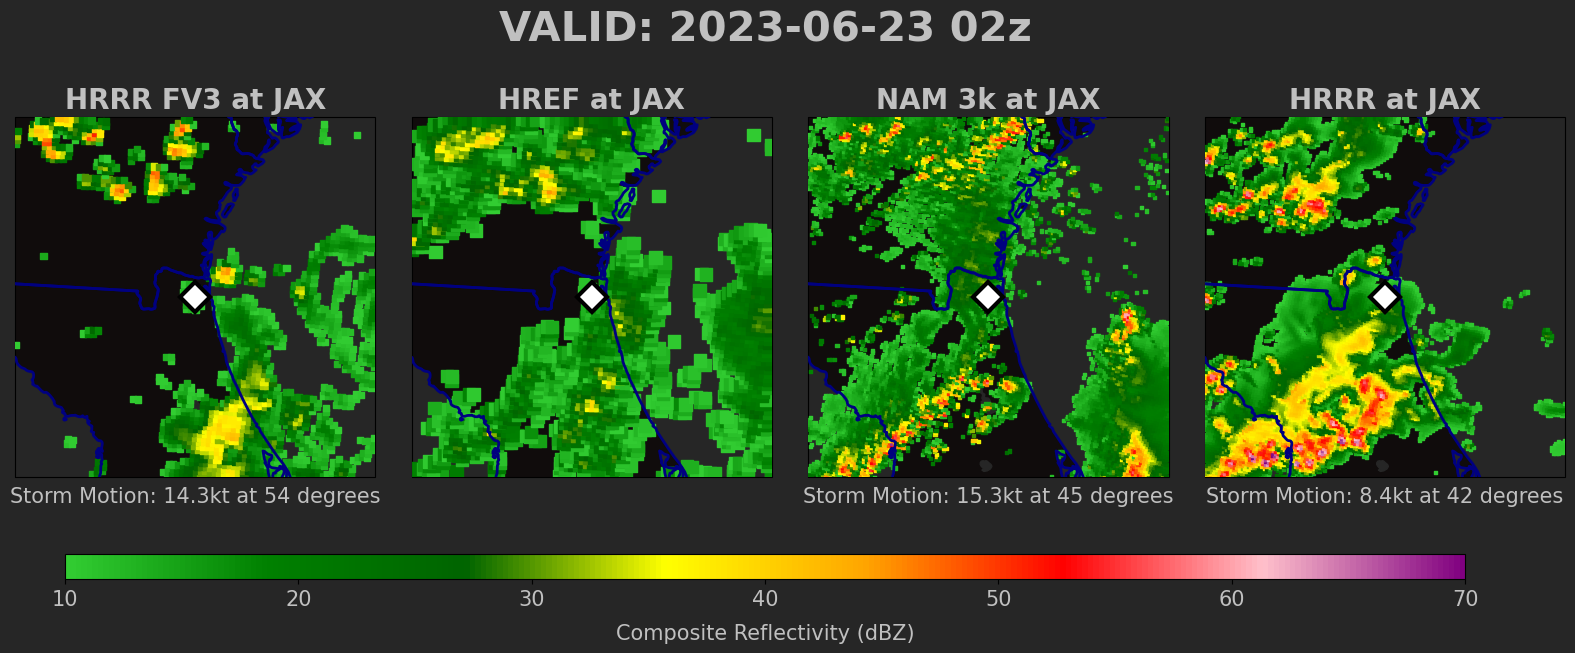 VALID: 2023-06-23 02z
HRRR FV3 at JAX
HREF at JAX
NAM 3k at JAX
HRRR at JAX
Storm Motion: 14.3kt at 54 degrees
Storm Motion: 15.3kt at 45 degrees
Storm Motion: 8.4kt at 42 degrees
10 20 30 40 50 60 70
Composite Reflectivity (dBZ)